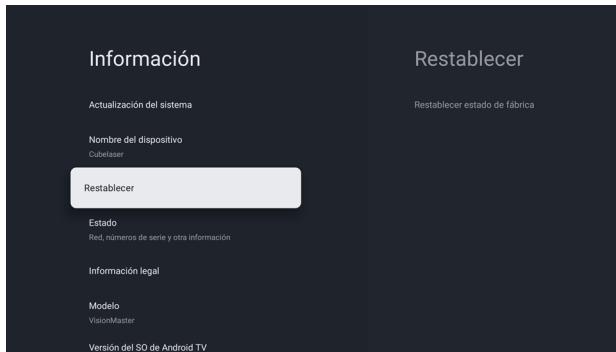 Información
Actualización del sistema
Nombre del dispositivo
Cubelaser
Restablecer
Estado
Red, números de serie y otra información
Información legal
Modelo
VisionMaster
Versión del SO de Android TV
Restablecer
Restablecer estado de fábrica